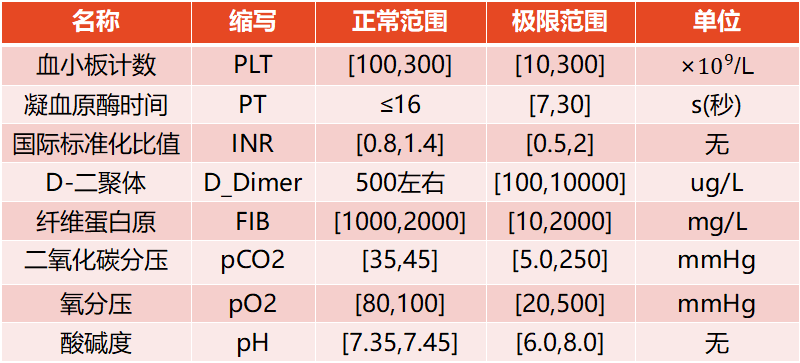 名称 缩写 正常范围 极限范围 单位
血小板计数 PLT [100,300] [10,300] ×10⁹/L
凝血原酶时间 PT ≤16 [7,30] s(秒)
国际标准化比值 INR [0.8,1.4] [0.5,2] 无
D-二聚体 D_Dimer 500左右 [100,10000] ug/L
纤维蛋白原 FIB [1000,2000] [10,2000] mg/L
二氧化碳分压 pCO2 [35,45] [5.0,250] mmHg
氧分压 pO2 [80,100] [20,500] mmHg
酸碱度 pH [7.35,7.45] [6.0,8.0] 无